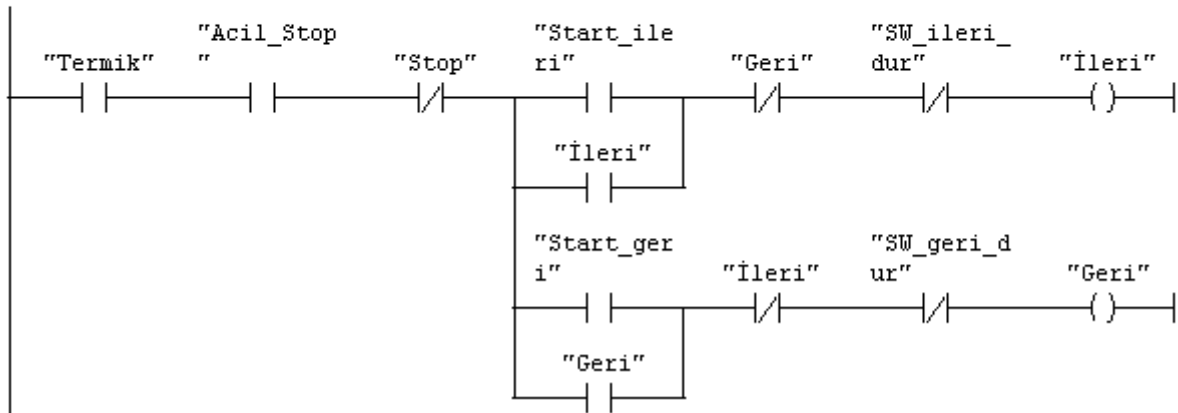 "Acil_Stop
"Start_ile
"SW_ileri_
"Termik"
"
"Stop"
ri"
"Geri"
dur"
"İleri"
"İleri"
"Start_ger
"SW_geri_d
i"
"İleri"
ur"
"Geri"
"Geri"